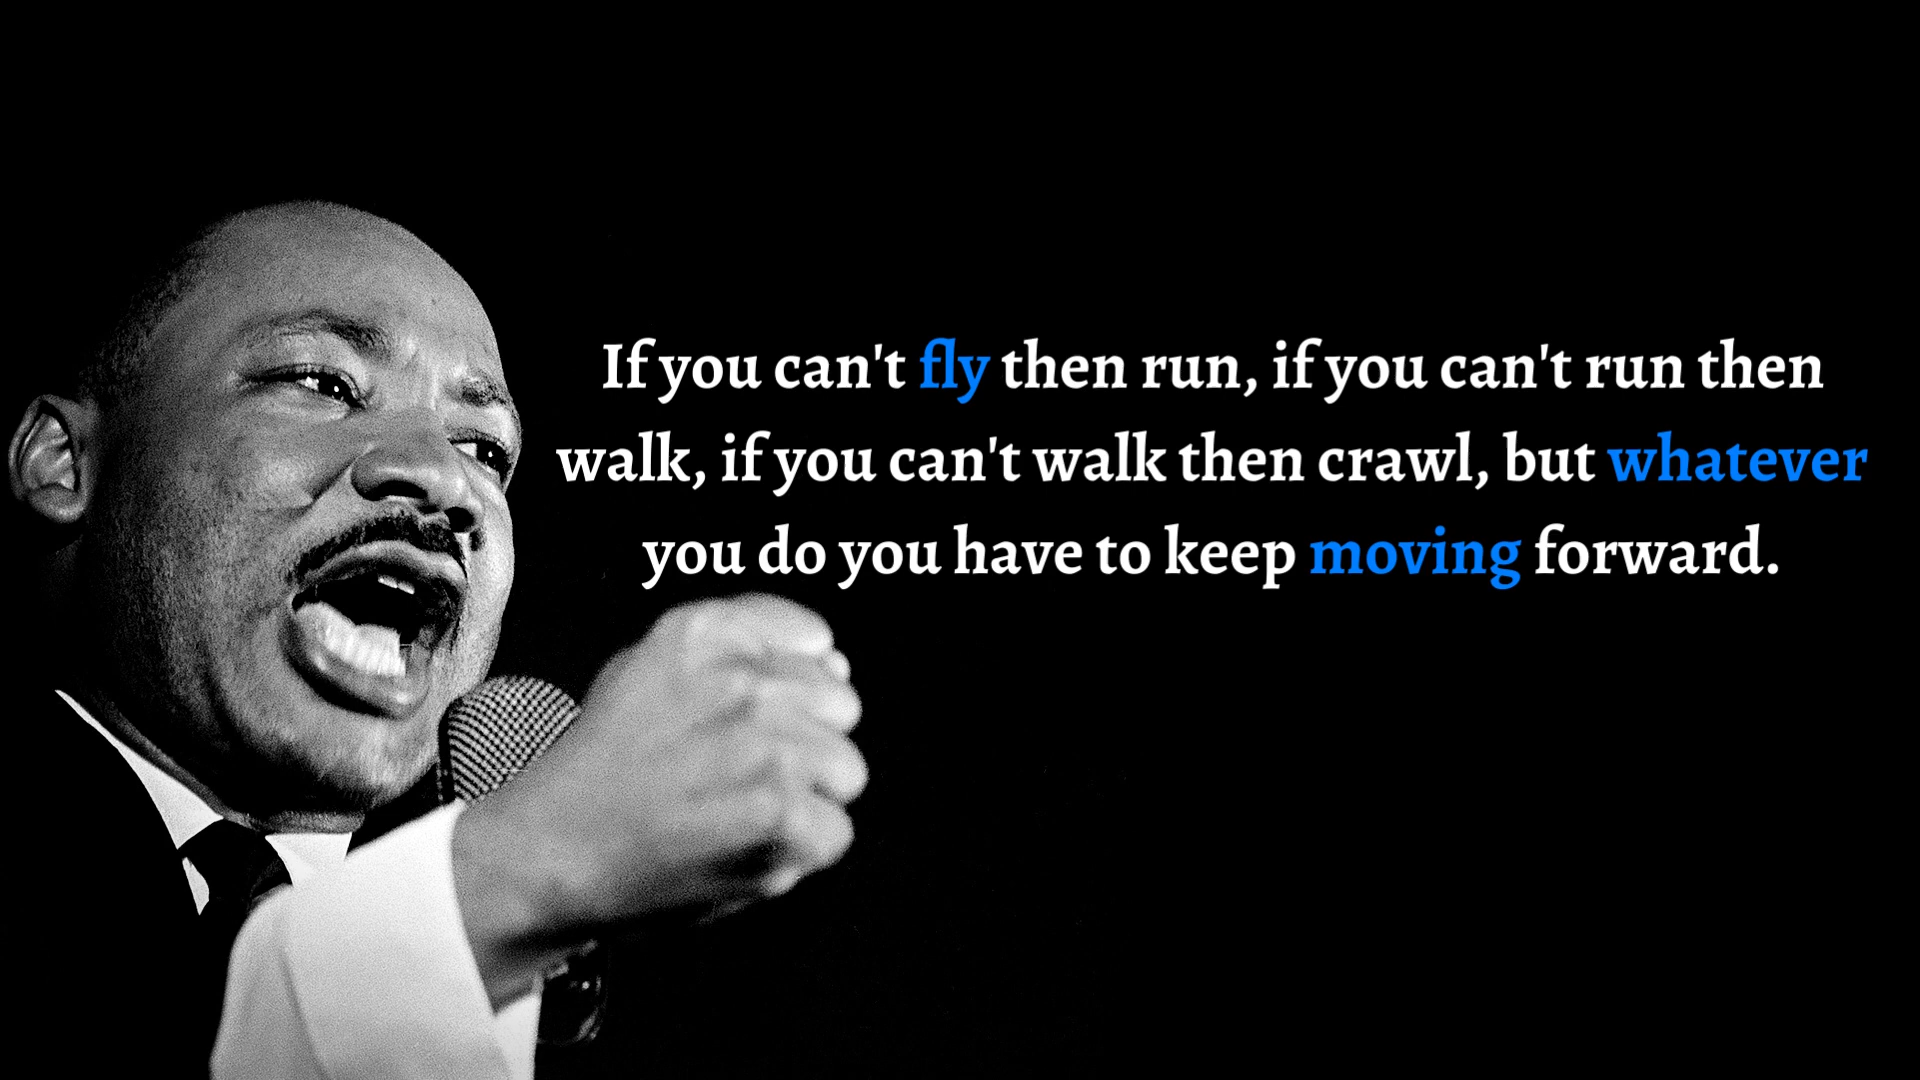 If you can't fly then run, if you can't run then
walk, if you can't walk then crawl, but whatever
you do you have to keep moving forward.